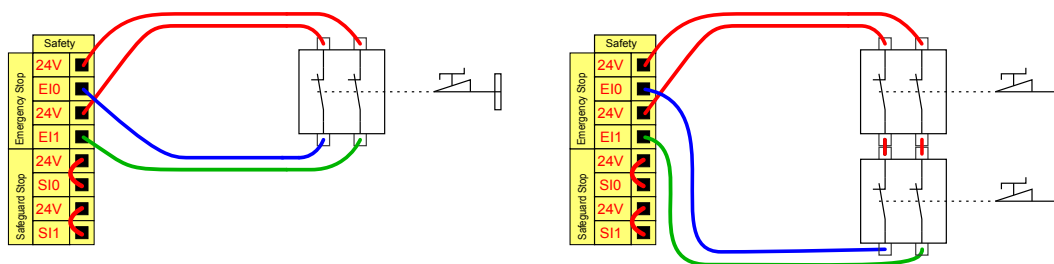 Safety
Emergency Stop
24V
EI0
24V
EI1
Safeguard Stop
24V
SI0
24V
SI1
Safety
Emergency Stop
24V
EI0
24V
EI1
Safeguard Stop
24V
SI0
24V
SI1